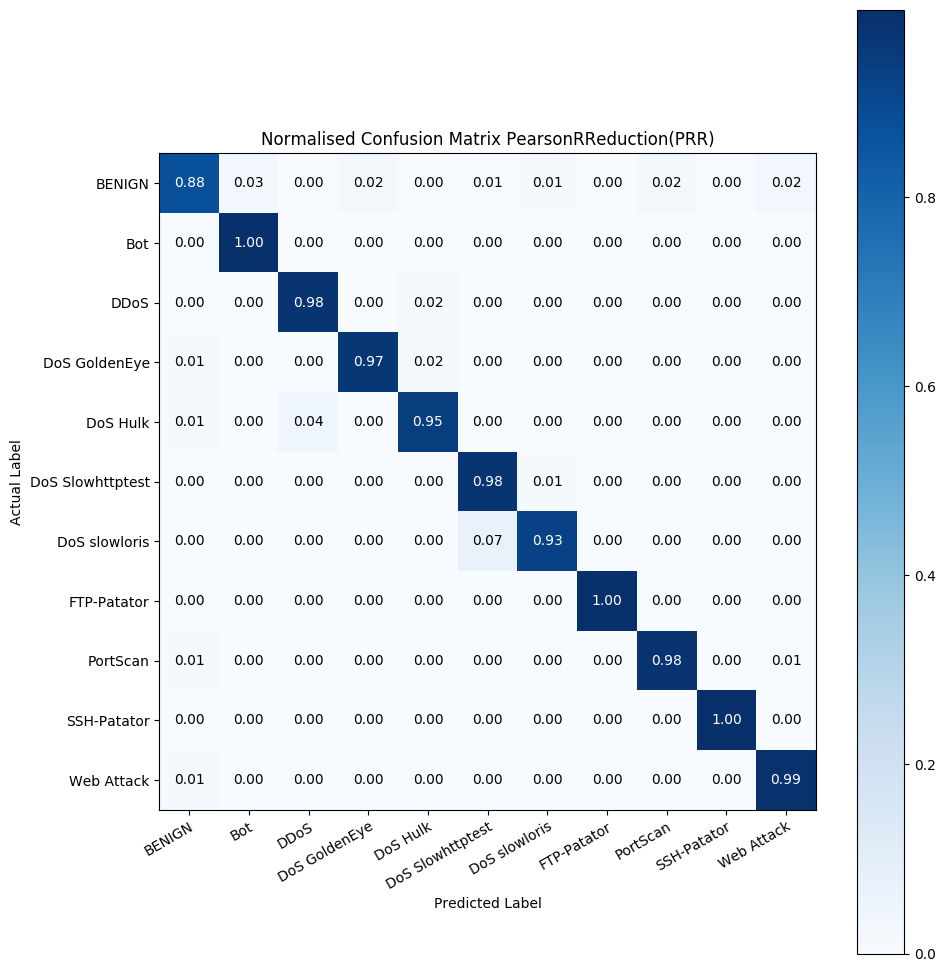 Normalised Confusion Matrix PearsonRReduction(PRR)
Actual Label
BENIGN 0.88 0.03 0.00 0.02 0.00 0.01 0.01 0.00 0.02 0.00 0.02
Bot 0.00 1.00 0.00 0.00 0.00 0.00 0.00 0.00 0.00 0.00 0.00
DDoS 0.00 0.00 0.98 0.00 0.02 0.00 0.00 0.00 0.00 0.00 0.00
DoS GoldenEye 0.01 0.00 0.00 0.97 0.02 0.00 0.00 0.00 0.00 0.00 0.00
DoS Hulk 0.01 0.00 0.04 0.00 0.95 0.00 0.00 0.00 0.00 0.00 0.00
DoS Slowhttptest 0.00 0.00 0.00 0.00 0.00 0.98 0.01 0.00 0.00 0.00 0.00
DoS slowloris 0.00 0.00 0.00 0.00 0.00 0.07 0.93 0.00 0.00 0.00 0.00
FTP-Patator 0.00 0.00 0.00 0.00 0.00 0.00 0.00 1.00 0.00 0.00 0.00
PortScan 0.01 0.00 0.00 0.00 0.00 0.00 0.00 0.00 0.98 0.00 0.01
SSH-Patator 0.00 0.00 0.00 0.00 0.00 0.00 0.00 0.00 0.00 1.00 0.00
Web Attack 0.01 0.00 0.00 0.00 0.00 0.00 0.00 0.00 0.00 0.00 0.99
BENIGN Bot DDoS DoS GoldenEye DoS Hulk DoS Slowhttptest DoS slowloris FTP-Patator PortScan SSH-Patator Web Attack
Predicted Label
0.8
0.6
0.4
0.2
0.0